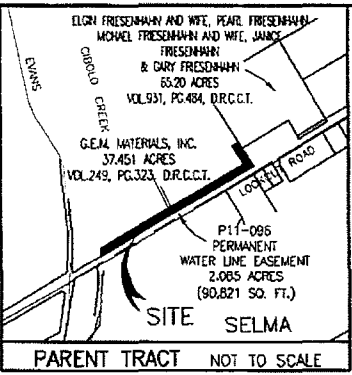 ELGIN FRIESENHAHN AND WIFE, PEARL FRIESENHAHN
MICHAEL FRIESENHAHN AND WIFE, JANICE
FRIESENHAHN
& GARY FRIESENHAHN
65.20 ACRES
VOL.931, PG.484, D.R.C.C.T.
EVANS
CIBOLO CREEK
G.E.M. MATERIALS, INC.
37.451 ACRES
VOL.249, PG.323, D.R.C.C.T.
ROAD
P11-096
PERMANENT
WATER LINE EASEMENT
2.085 ACRES
(90,821 SQ. FT.)
SITE
SELMA
PARENT TRACT NOT TO SCALE